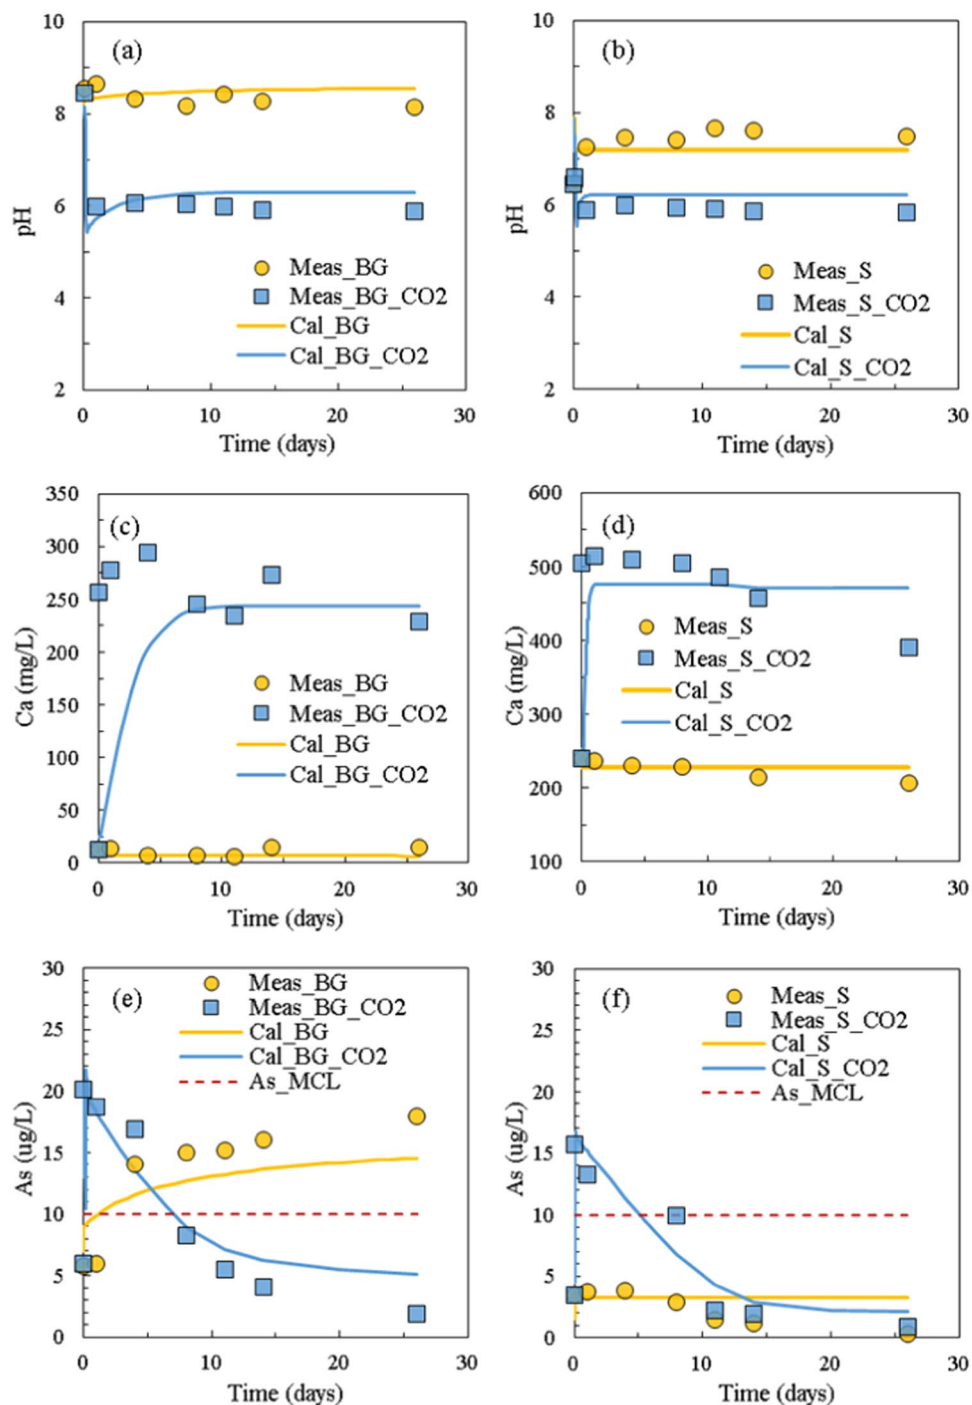 (a)
10
8
6
4
2
pH
Meas_BG
Meas_BG_CO2
Cal_BG
Cal_BG_CO2
0 10 20 30
Time (days)
(b)
10
8
6
4
2
pH
Meas_S
Meas_S_CO2
Cal_S
Cal_S_CO2
0 10 20 30
Time (days)
(c)
350
300
250
200
150
100
50
0
Ca (mg/L)
Meas_BG
Meas_BG_CO2
Cal_BG
Cal_BG_CO2
0 10 20 30
Time (days)
(d)
600
500
400
300
200
100
Ca (mg/L)
Meas_S
Meas_S_CO2
Cal_S
Cal_S_CO2
0 10 20 30
Time (days)
(e)
30
25
20
15
10
5
0
As (ug/L)
Meas_BG
Meas_BG_CO2
Cal_BG
Cal_BG_CO2
As_MCL
0 10 20 30
Time (days)
(f)
30
25
20
15
10
5
0
As (ug/L)
Meas_S
Meas_S_CO2
Cal_S
Cal_S_CO2
As_MCL
0 10 20 30
Time (days)